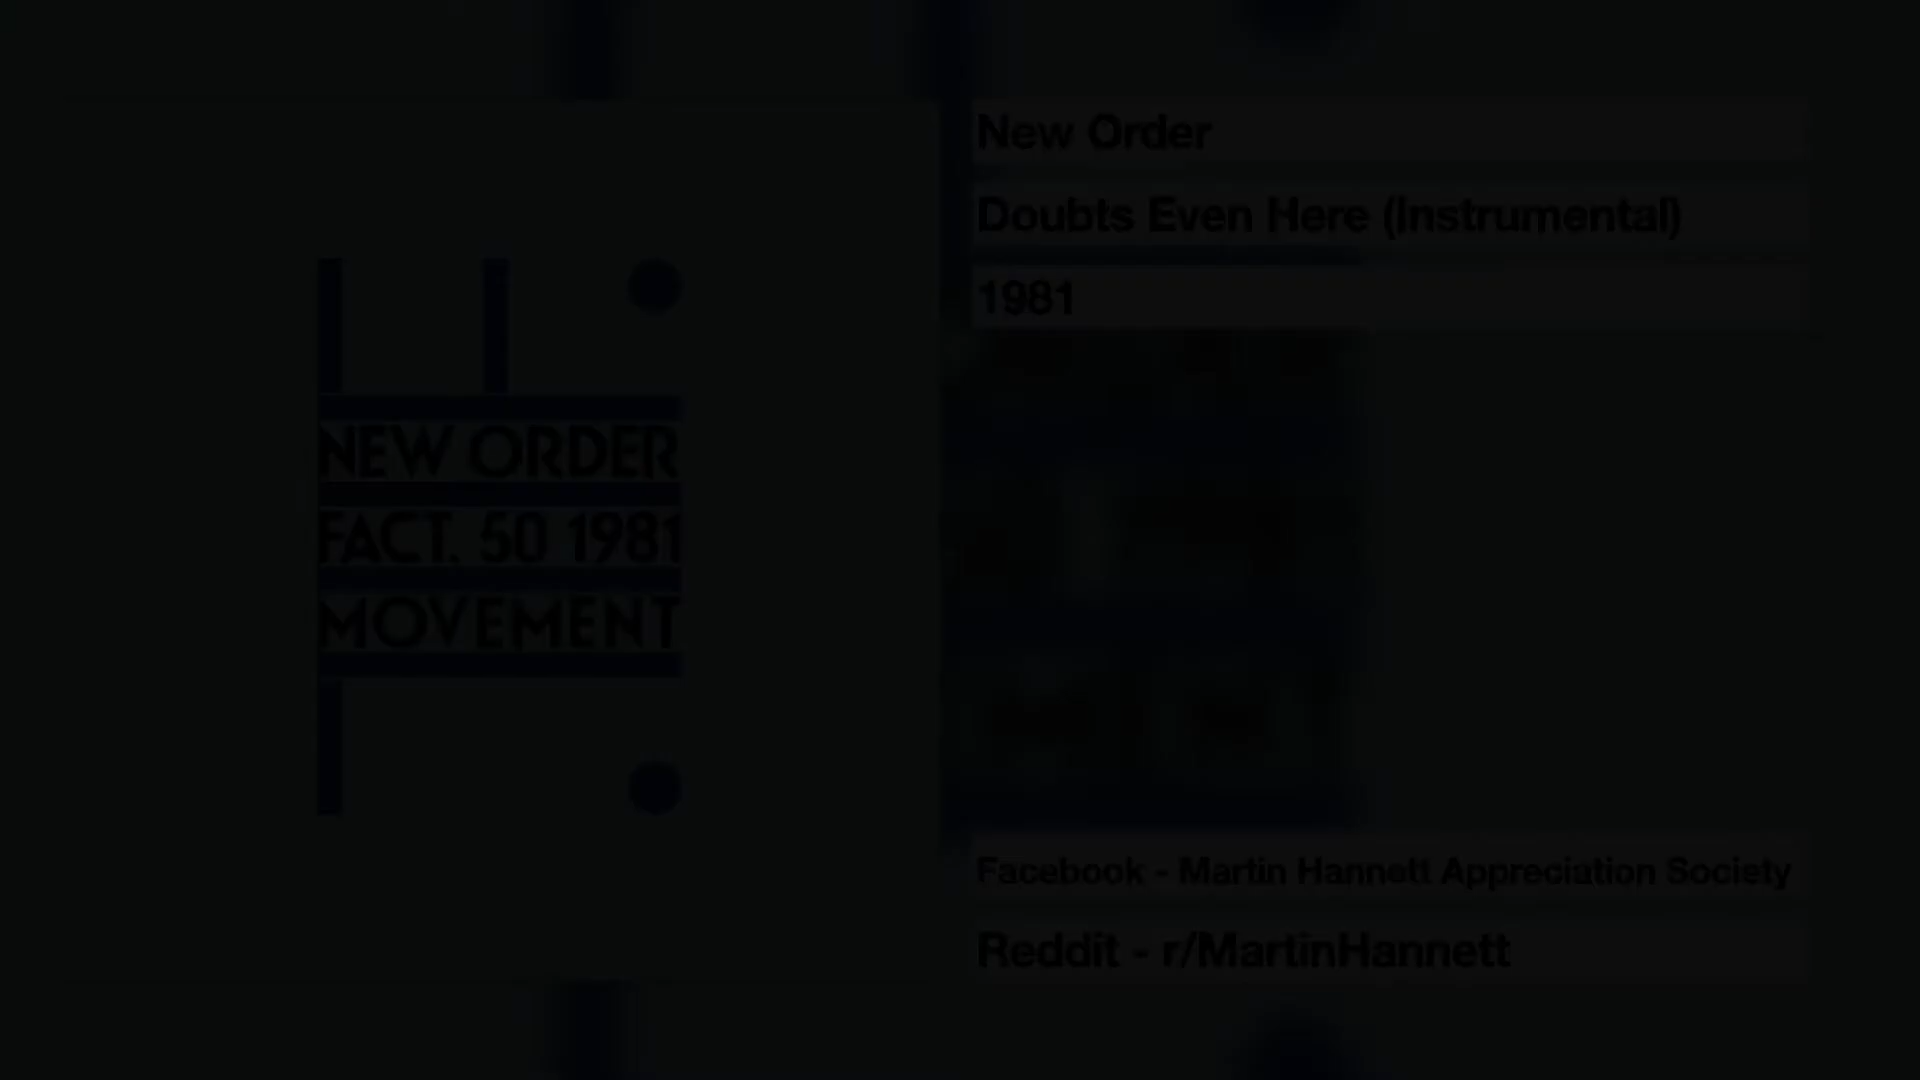 NEW ORDER
FACT. 50 1981
MOVEMENT
New Order
Doubts Even Here (Instrumental)
1981
Facebook - Martin Hannett Appreciation Society
Reddit - r/MartinHannett